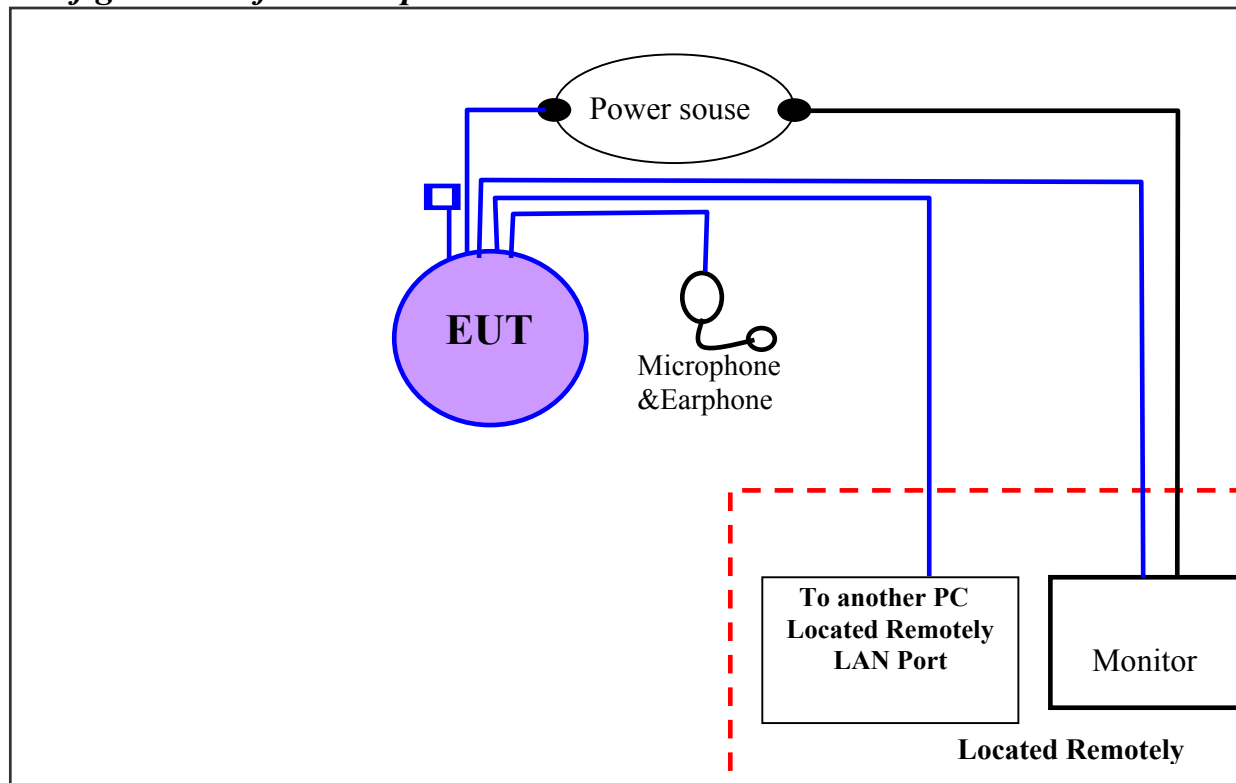 Power souse
EUT
Microphone
&Earphone
To another PC
Located Remotely
LAN Port
Monitor
Located Remotely